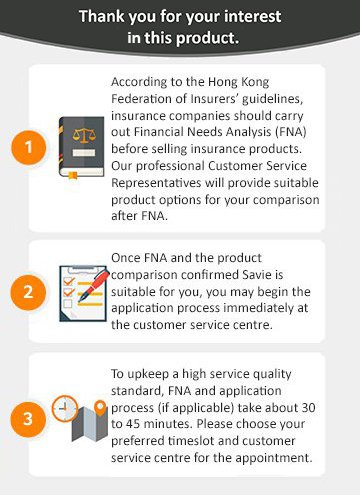 Thank you for your interest
in this product.
1
According to the Hong Kong
Federation of Insurers' guidelines,
insurance companies should carry
out Financial Needs Analysis (FNA)
before selling insurance products.
Our professional Customer Service
Representatives will provide suitable
product options for your comparison
after FNA.
2
Once FNA and the product
comparison confirmed Savie is
suitable for you, you may begin the
application process immediately at
the customer service centre.
3
To upkeep a high service quality
standard, FNA and application
process (if applicable) take about 30
to 45 minutes. Please choose your
preferred timeslot and customer
service centre for the appointment.